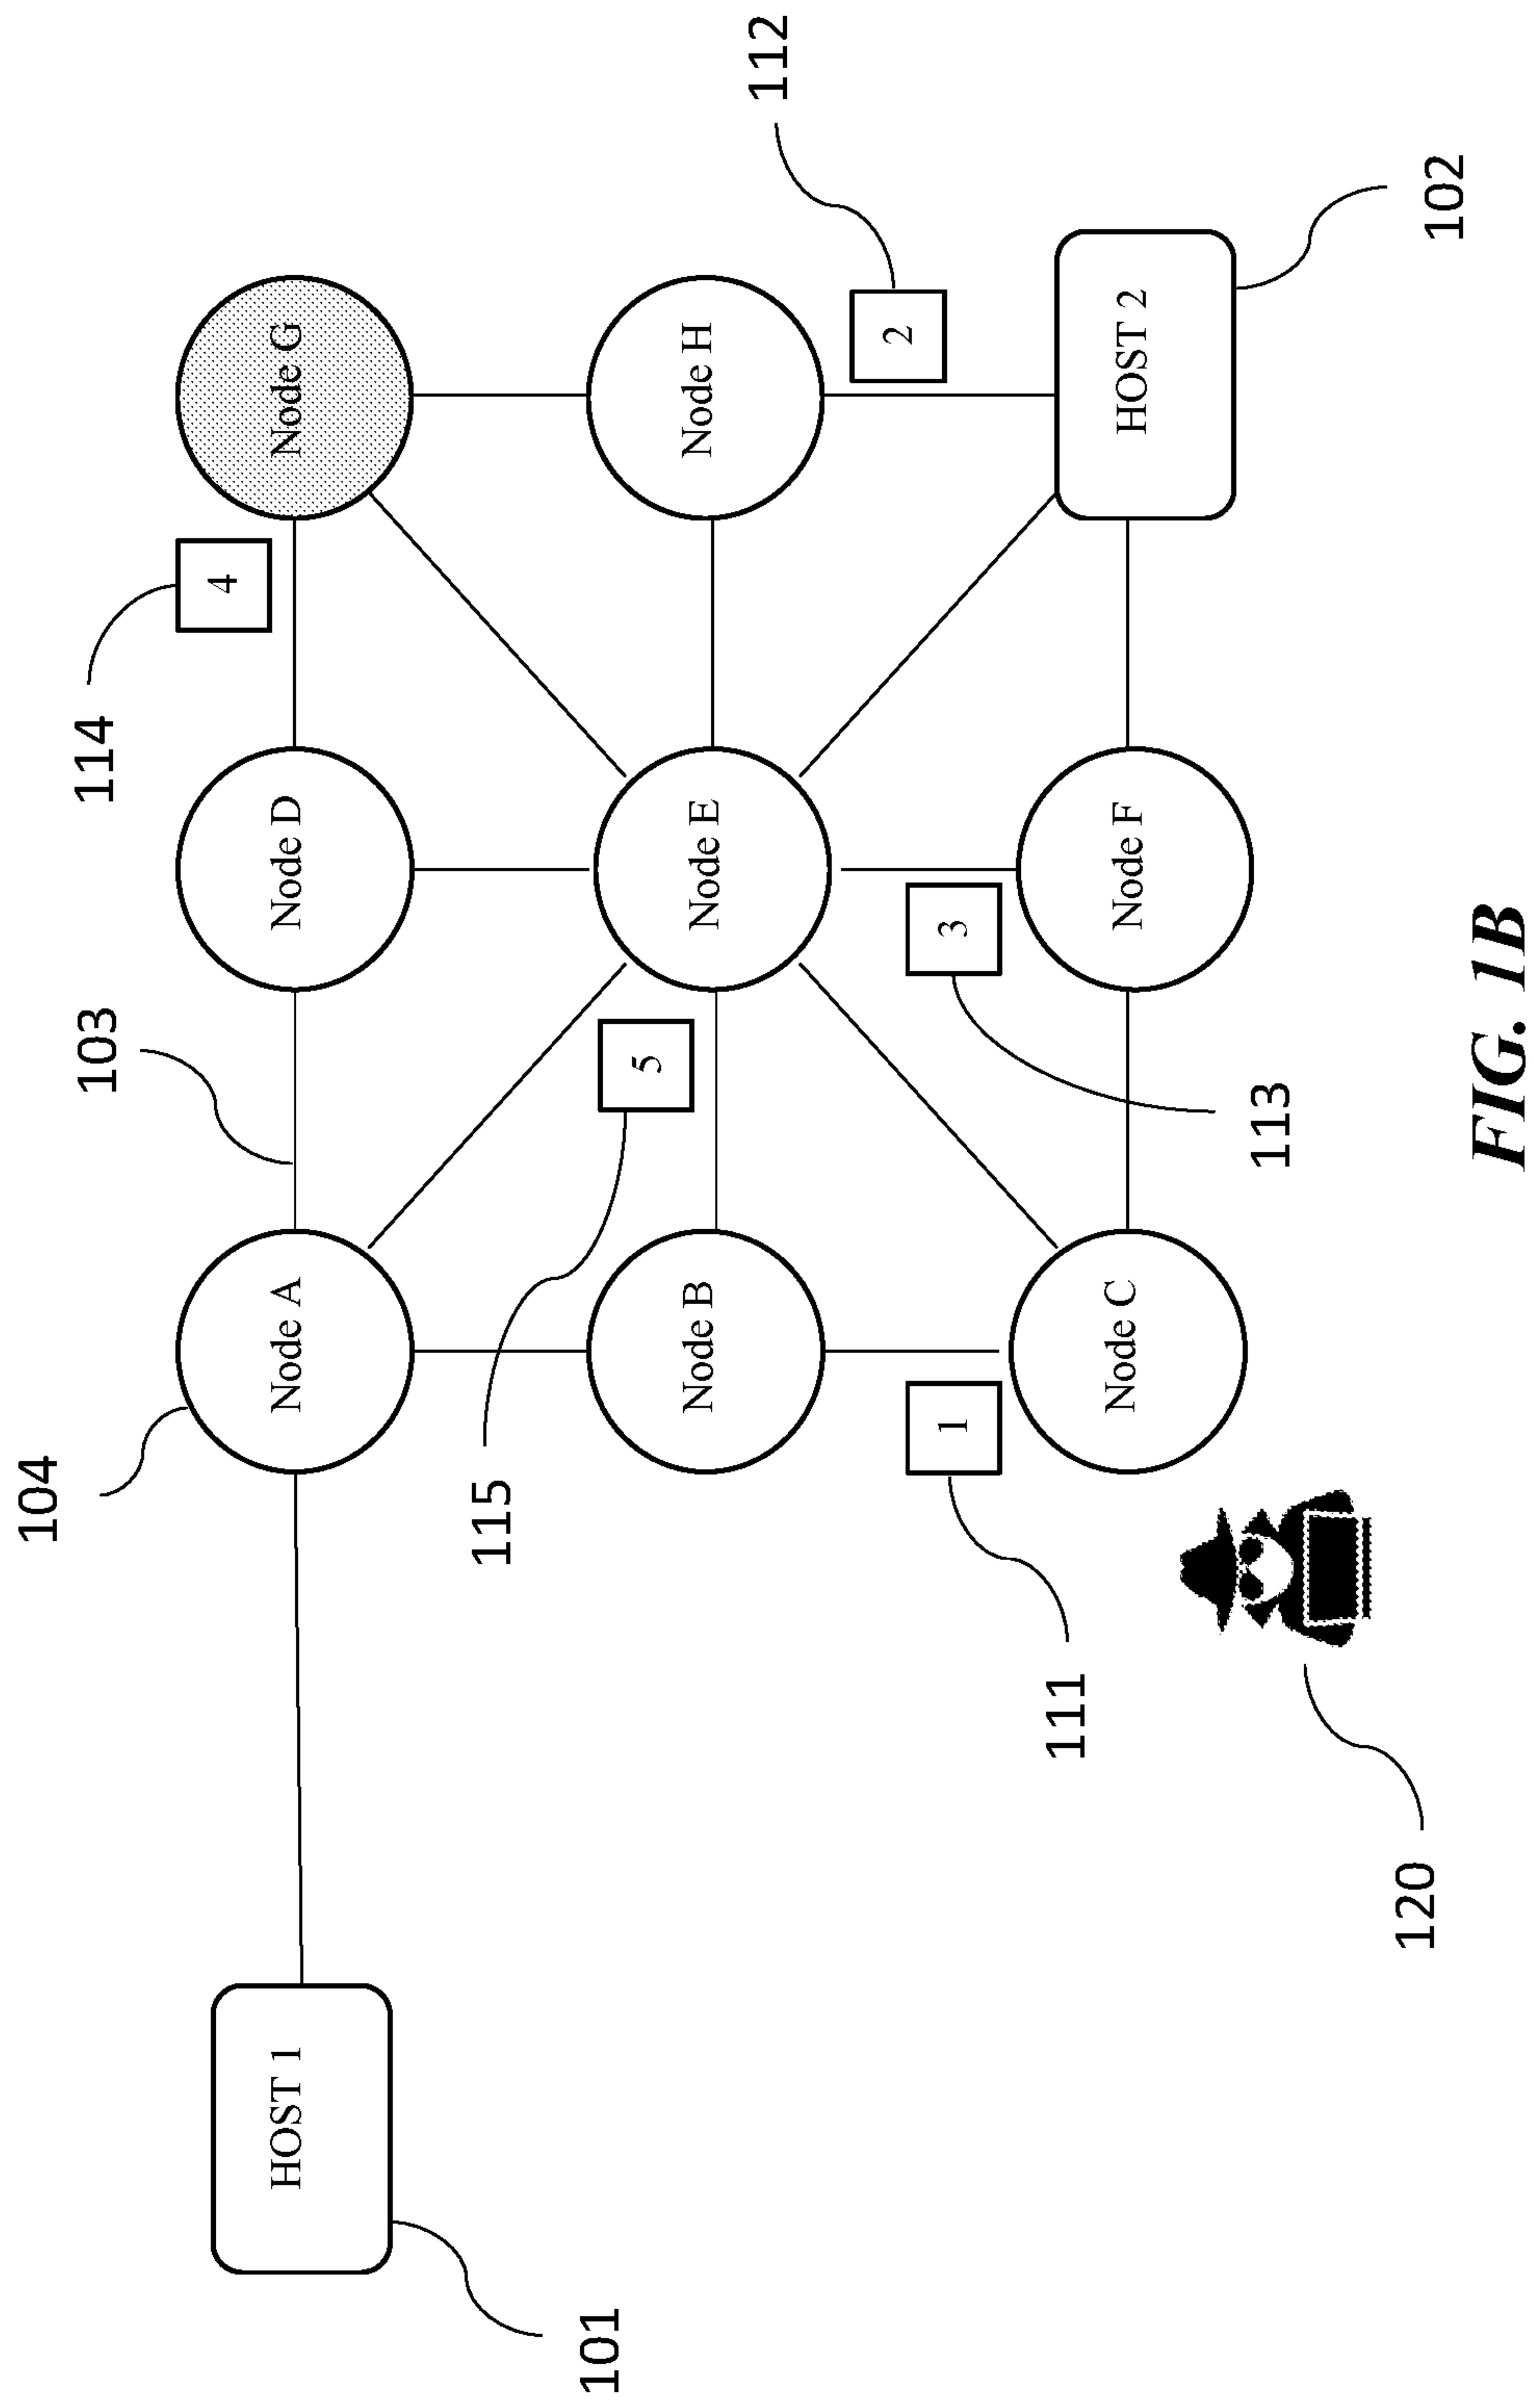 104
103
114
4
HOST 1
Node A
Node D
Node G
115
101
5
Node B
Node E
Node H
112
2
1
3
111
Node C
Node F
HOST 2
113
120
102
FIG. 1B